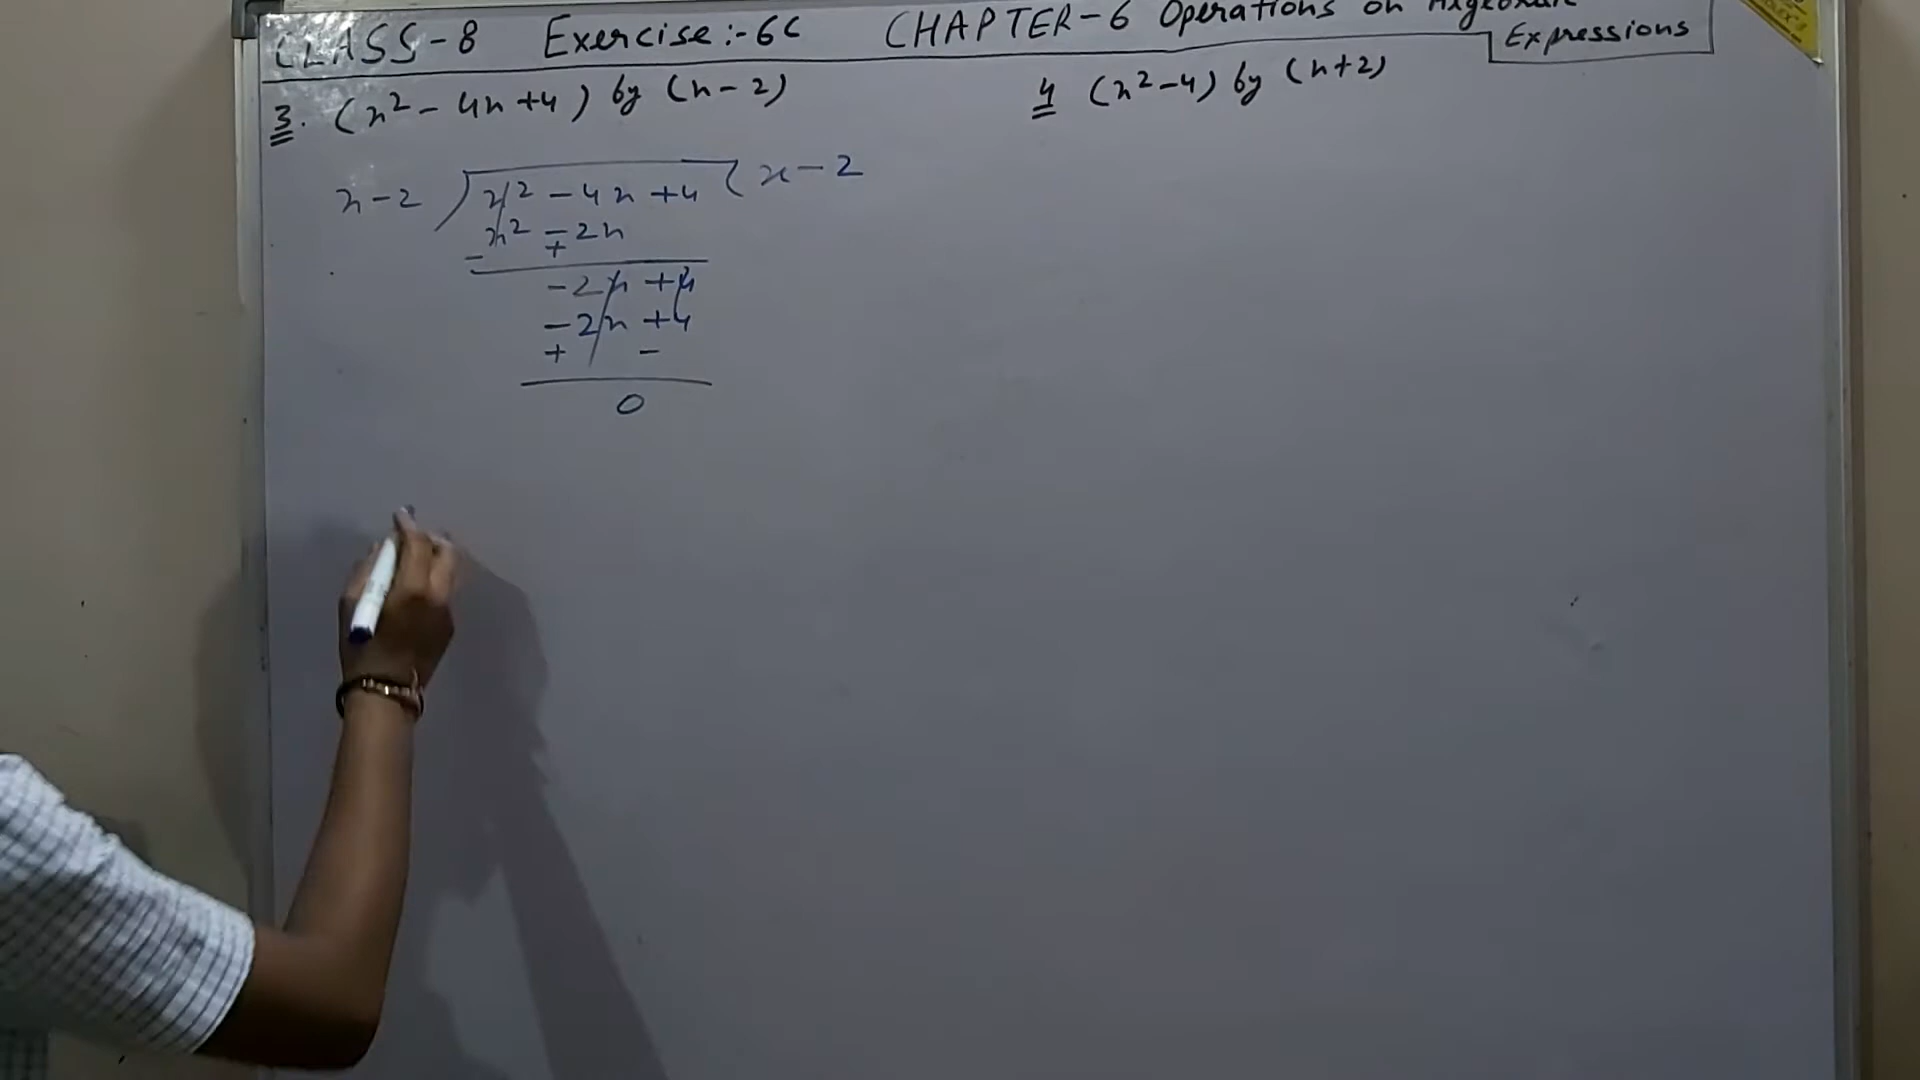 CLASS-8 Exercise:-6C CHAPTER-6 Operations on Algebraic
Expressions
3. (x² - 4x + 4) by (x - 2)
x - 2 ) x² - 4x + 4 ( x - 2
x² - 2x
- +
-2x + 4
-2x + 4
+ -
0
4 (x² - 4) by (x + 2)